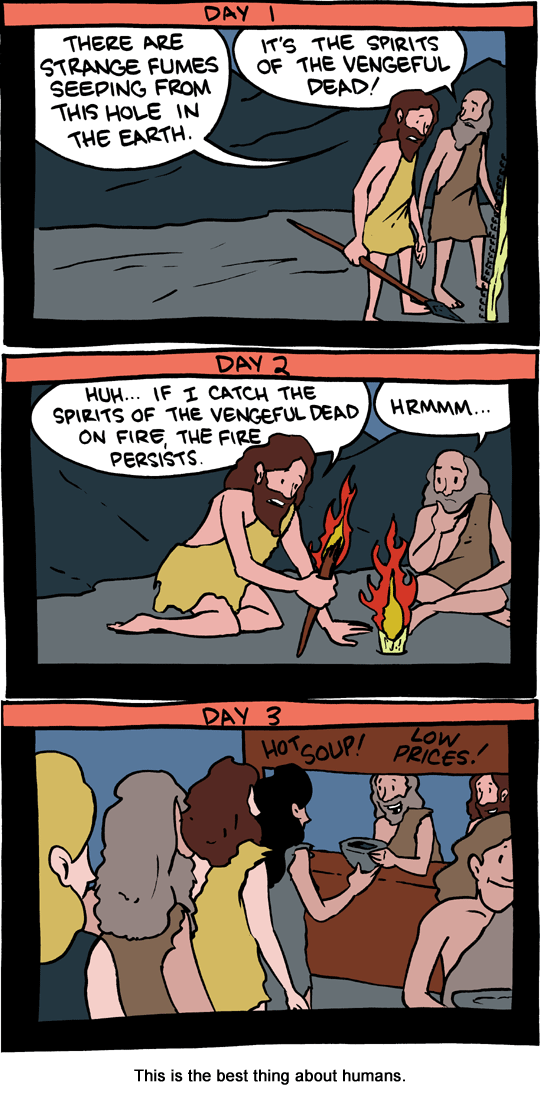 DAY 1
THERE ARE
STRANGE FUMES
SEEPING FROM
THIS HOLE IN
THE EARTH.
IT'S THE SPIRITS
OF THE VENGEFUL
DEAD!
DAY 2
HUH... IF I CATCH THE
SPIRITS OF THE VENGEFUL DEAD
ON FIRE, THE FIRE
PERSISTS.
HRMMM...
DAY 3
HOT SOUP!
LOW
PRICES!
This is the best thing about humans.